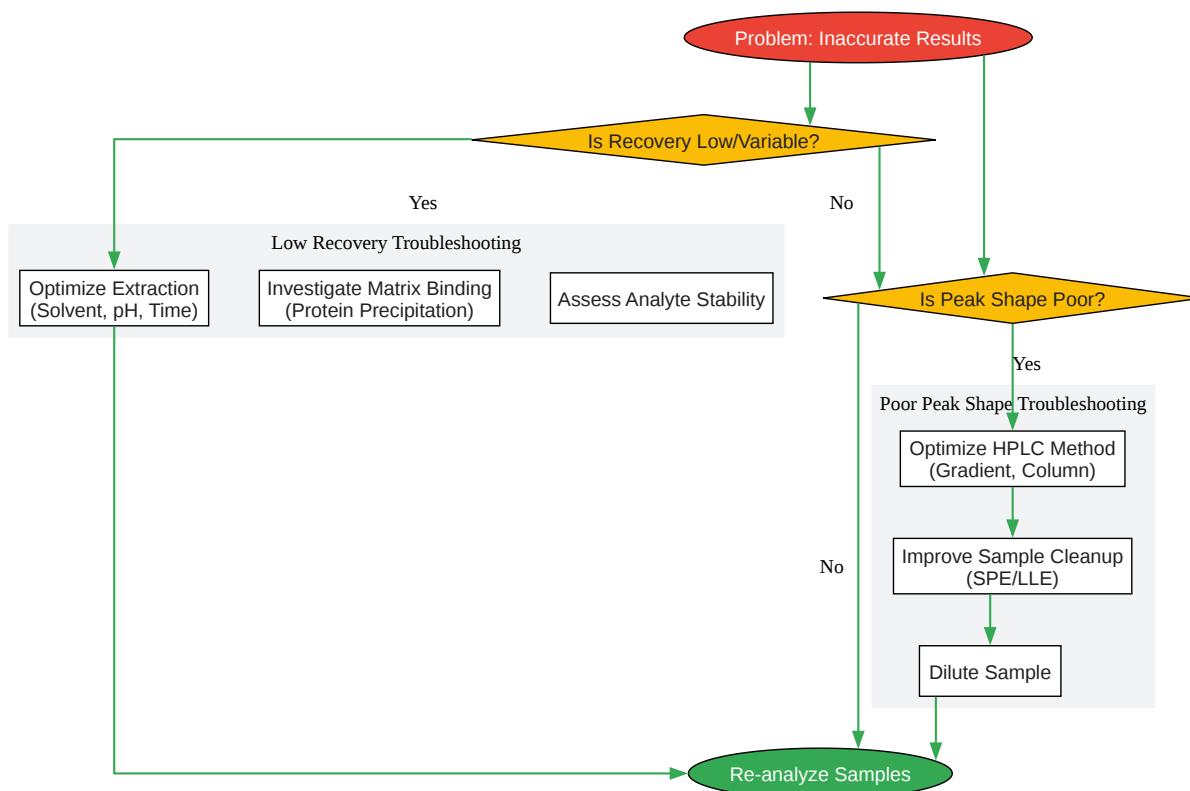 Problem: Inaccurate Results
Is Recovery Low/Variable?
Yes
No
Low Recovery Troubleshooting
Optimize Extraction
(Solvent, pH, Time)
Investigate Matrix Binding
(Protein Precipitation)
Assess Analyte Stability
Is Peak Shape Poor?
Yes
Poor Peak Shape Troubleshooting
Optimize HPLC Method
(Gradient, Column)
No
Improve Sample Cleanup
(SPE/LLE)
Dilute Sample
Re-analyze Samples